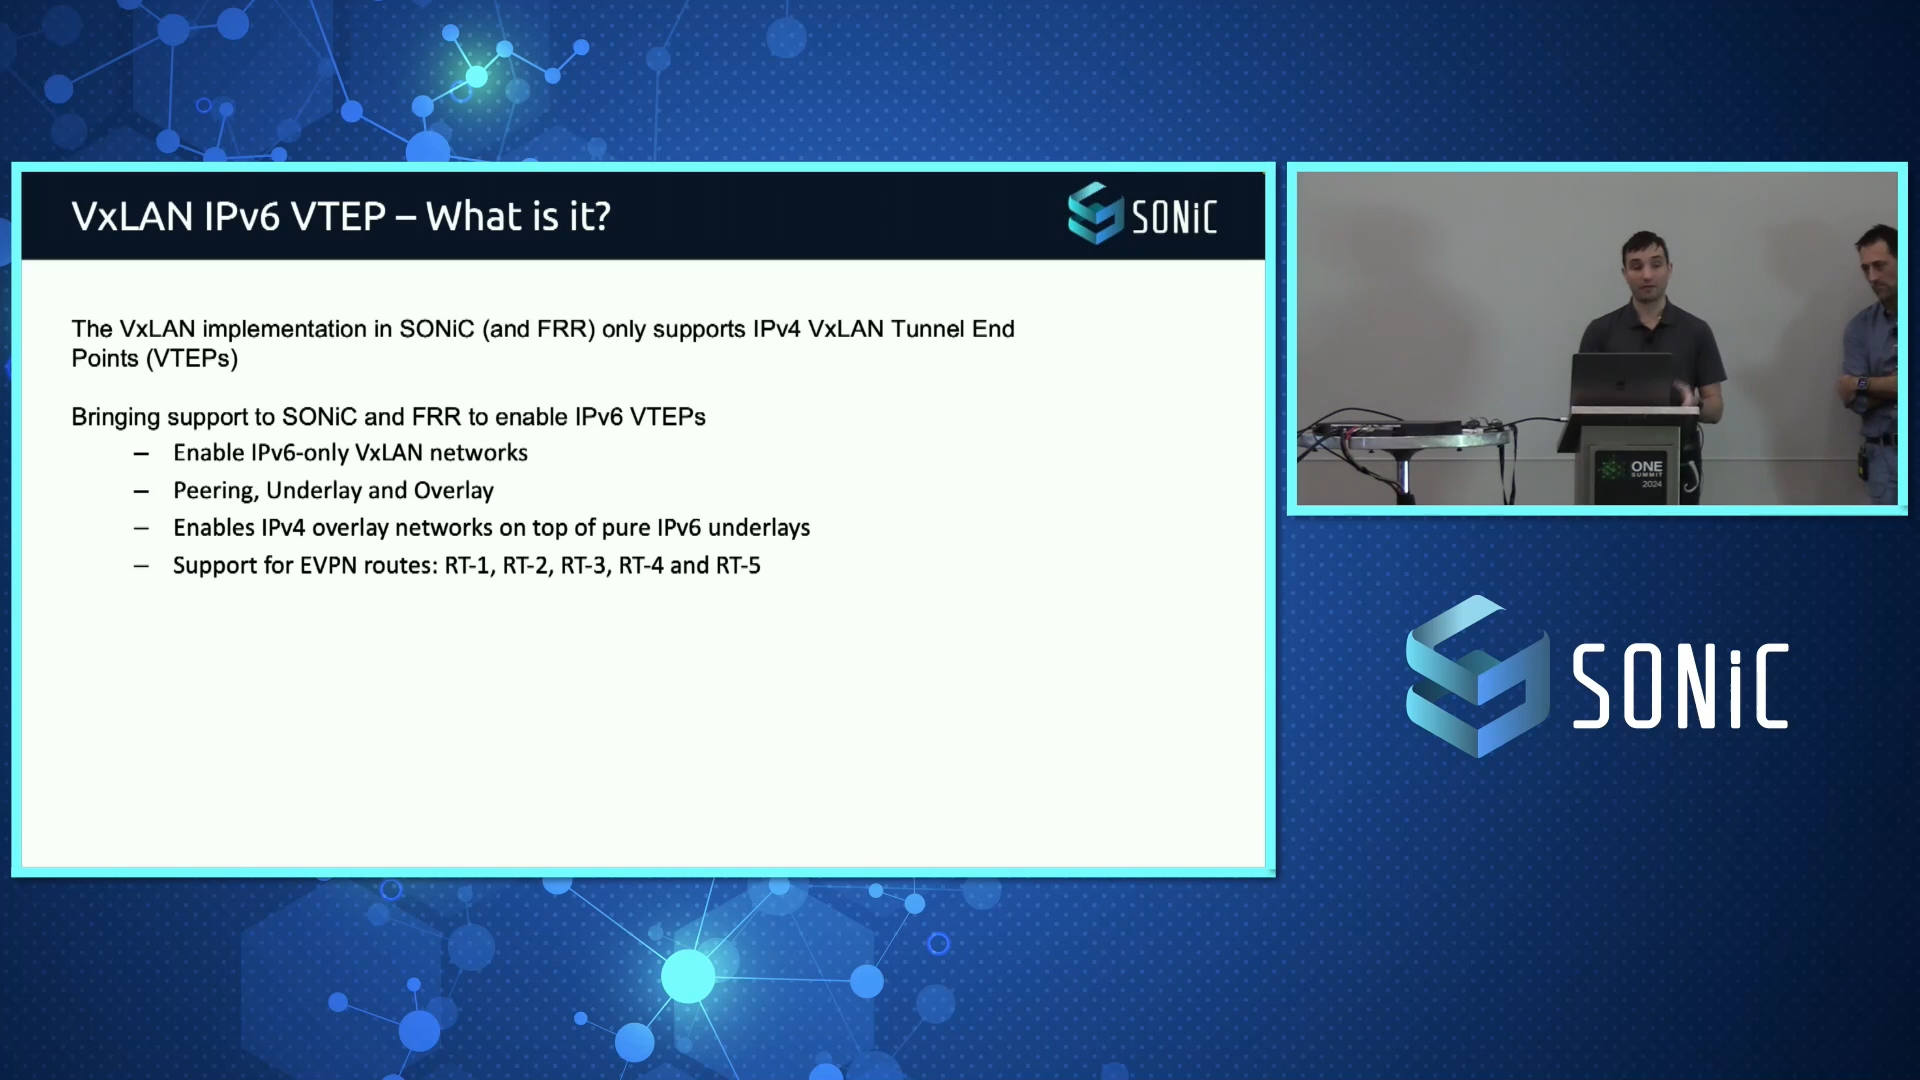 VxLAN IPv6 VTEP – What is it?
SONiC
The VxLAN implementation in SONiC (and FRR) only supports IPv4 VxLAN Tunnel End
Points (VTEPs)
Bringing support to SONiC and FRR to enable IPv6 VTEPs
– Enable IPv6-only VxLAN networks
– Peering, Underlay and Overlay
– Enables IPv4 overlay networks on top of pure IPv6 underlays
– Support for EVPN routes: RT-1, RT-2, RT-3, RT-4 and RT-5
ONE
SUMMIT
2024
SONiC